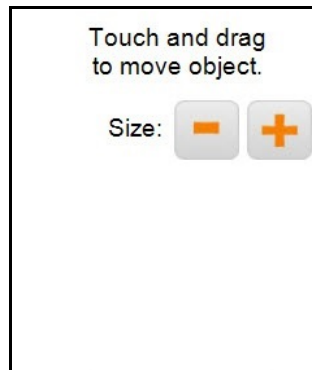 Touch and drag
to move object.
Size: - +